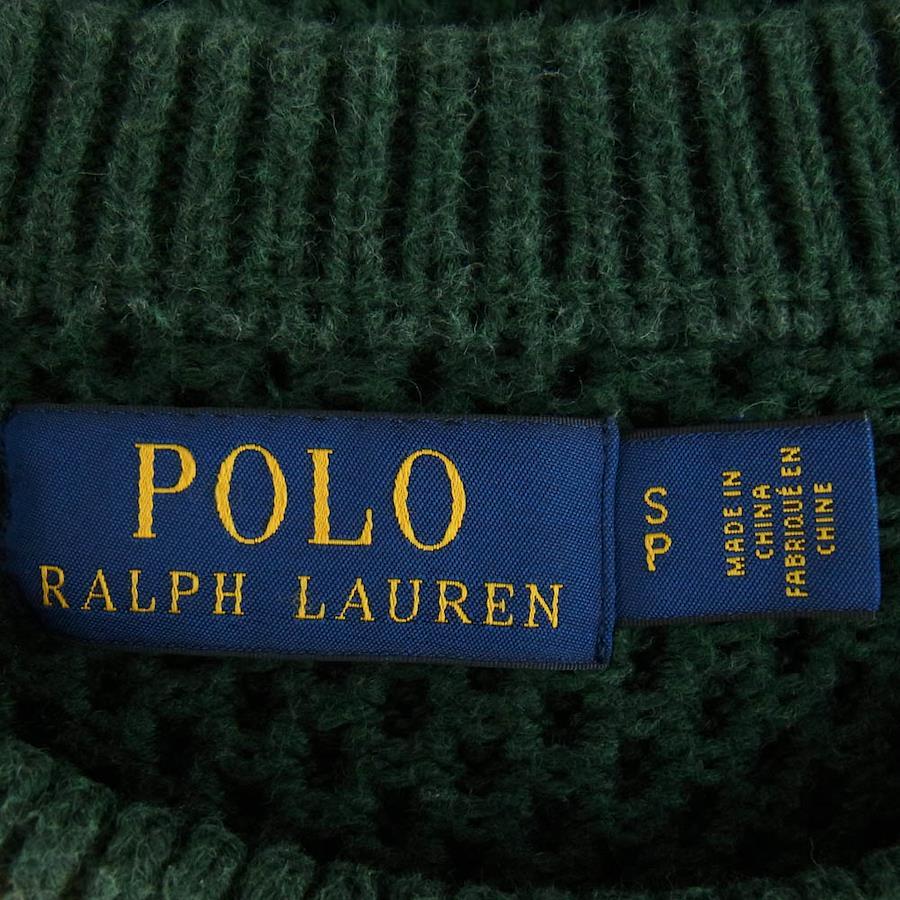 POLO
RALPH LAUREN
S
P
MADE IN
CHINA
FABRIQUÉ EN
CHINE